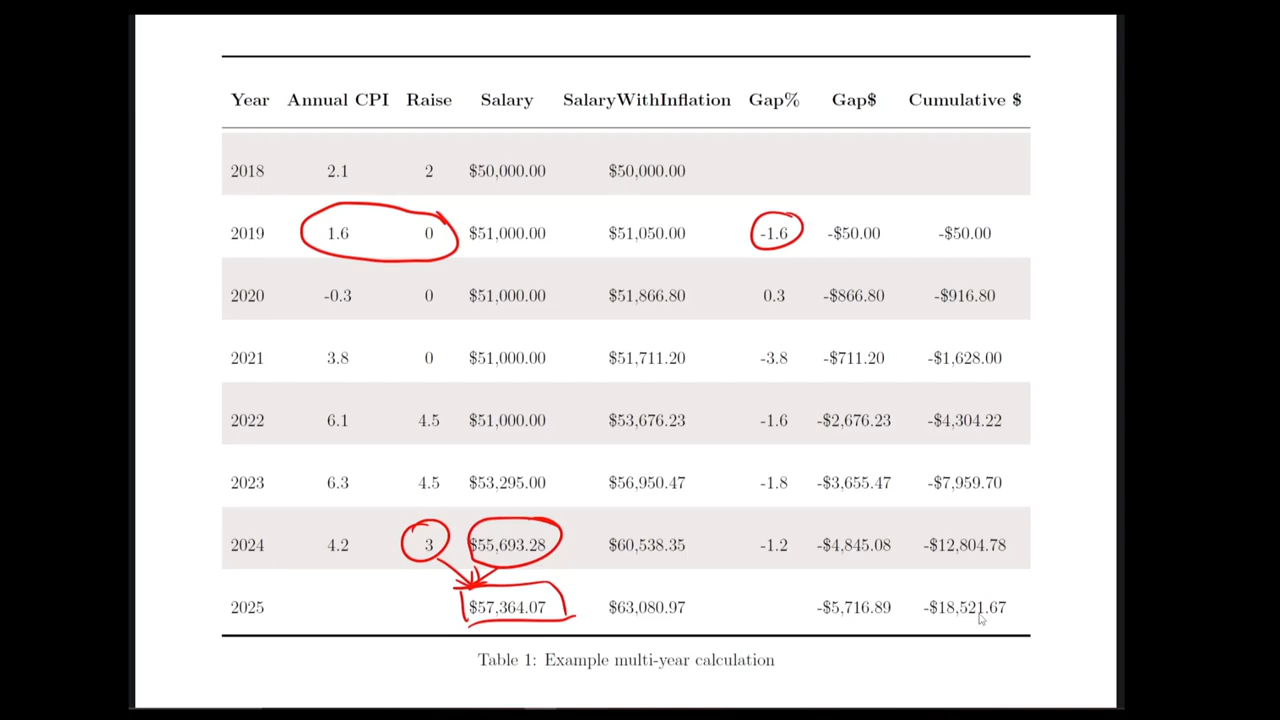 Year Annual CPI Raise Salary SalaryWithInflation Gap% Gap$ Cumulative $
2018 2.1 2 $50,000.00 $50,000.00
2019 1.6 0 $51,000.00 $51,050.00 -1.6 -$50.00 -$50.00
2020 -0.3 0 $51,000.00 $51,866.80 0.3 -$866.80 -$916.80
2021 3.8 0 $51,000.00 $51,711.20 -3.8 -$711.20 -$1,628.00
2022 6.1 4.5 $51,000.00 $53,676.23 -1.6 -$2,676.23 -$4,304.22
2023 6.3 4.5 $53,295.00 $56,950.47 -1.8 -$3,655.47 -$7,959.70
2024 4.2 3 $55,693.28 $60,538.35 -1.2 -$4,845.08 -$12,804.78
2025 $57,364.07 $63,080.97 -$5,716.89 -$18,521.67
Table 1: Example multi-year calculation